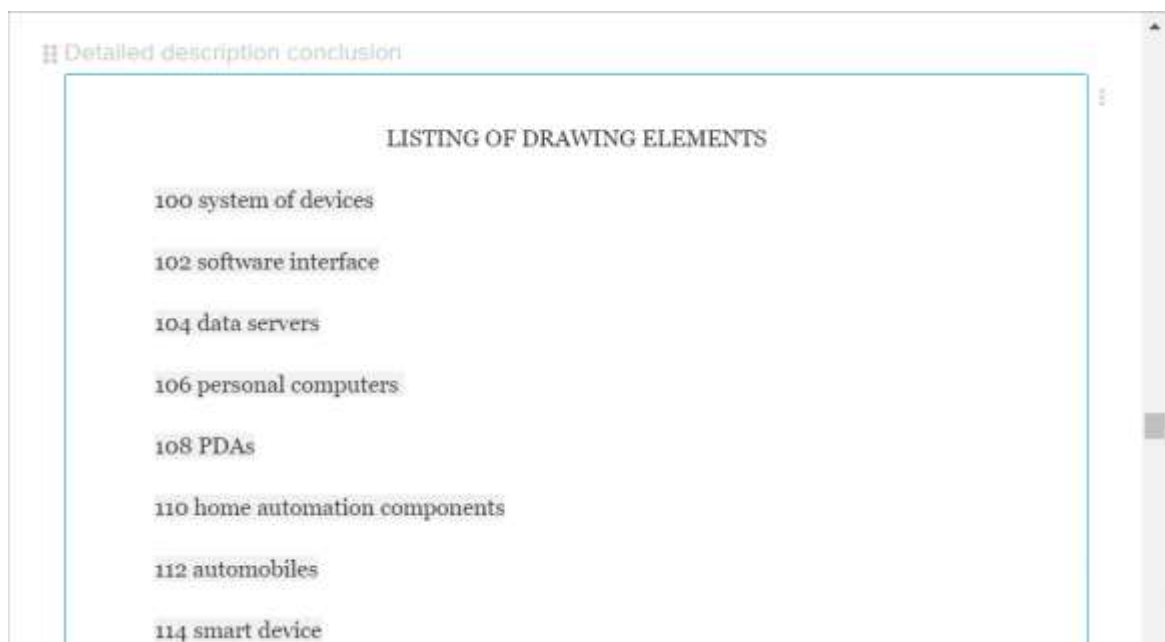 Detailed description conclusion
LISTING OF DRAWING ELEMENTS
100 system of devices
102 software interface
104 data servers
106 personal computers
108 PDAs
110 home automation components
112 automobiles
114 smart device